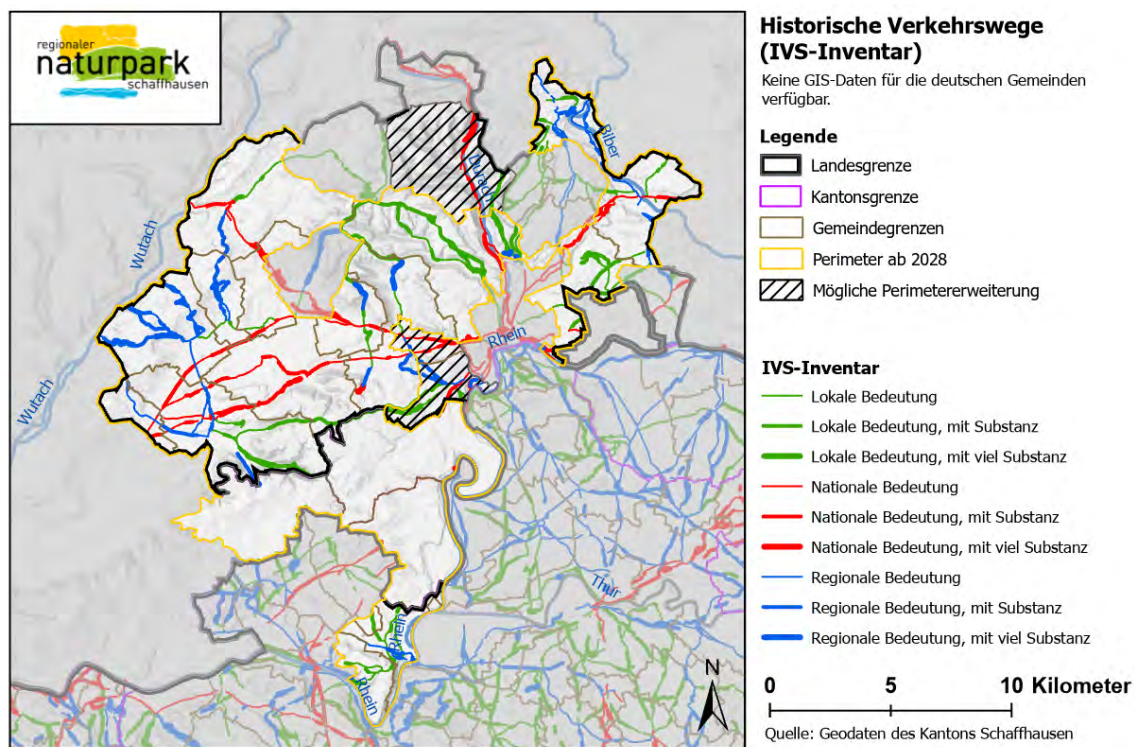 regionaler
naturpark
schaffhausen
Wutach
Wutach
Durach
Biber
Rhein
Thur
Rhein
Rhein
N
Historische Verkehrswege
(IVS-Inventar)
Keine GIS-Daten für die deutschen Gemeinden
verfügbar.
Legende
Landesgrenze
Kantonsgrenze
Gemeindegrenzen
Perimeter ab 2028
Mögliche Perimetererweiterung
IVS-Inventar
Lokale Bedeutung
Lokale Bedeutung, mit Substanz
Lokale Bedeutung, mit viel Substanz
Nationale Bedeutung
Nationale Bedeutung, mit Substanz
Nationale Bedeutung, mit viel Substanz
Regionale Bedeutung
Regionale Bedeutung, mit Substanz
Regionale Bedeutung, mit viel Substanz
0 5 10 Kilometer
Quelle: Geodaten des Kantons Schaffhausen